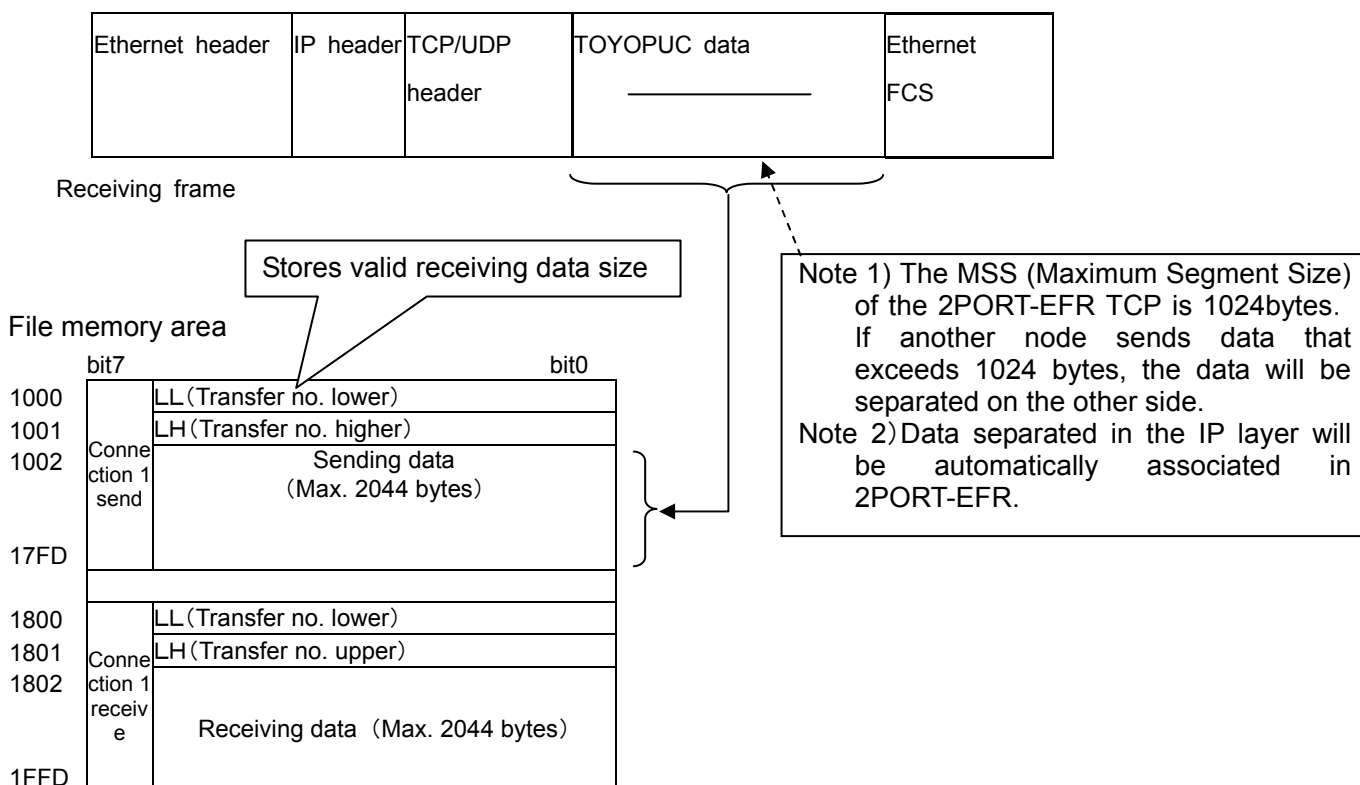 Ethernet header IP header TCP/UDP header TOYOPUC data Ethernet FCS
Receiving frame
Stores valid receiving data size
Note 1) The MSS (Maximum Segment Size)
of the 2PORT-EFR TCP is 1024bytes.
If another node sends data that
exceeds 1024 bytes, the data will be
separated on the other side.
Note 2)Data separated in the IP layer will
be automatically associated in
2PORT-EFR.
File memory area
bit7 bit0
1000 LL(Transfer no. lower)
1001 LH(Transfer no. higher)
1002
Conne
ction 1
send
Sending data
(Max. 2044 bytes)
17FD
1800 LL(Transfer no. lower)
1801 LH(Transfer no. upper)
1802
Conne
ction 1
receiv
e
Receiving data (Max. 2044 bytes)
1FFD